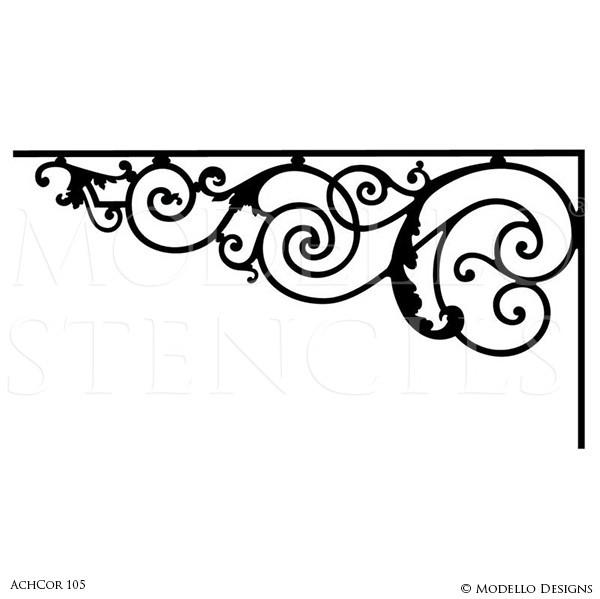 MODELLO®
STENCILS
AchCor 105
© Modello Designs